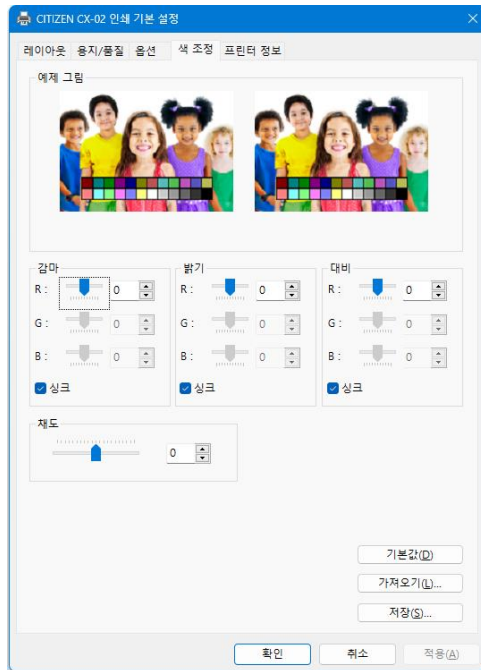 CITIZEN CX-02 인쇄 기본 설정
레이아웃 용지/품질 옵션 색 조정 프린터 정보
예제 그림
감마 밝기 대비
R : 0 R : 0 R : 0
G : 0 G : 0 G : 0
B : 0 B : 0 B : 0
싱크 싱크 싱크
채도
0
기본값(D)
가져오기(L)...
저장(S)...
확인 취소 적용(A)